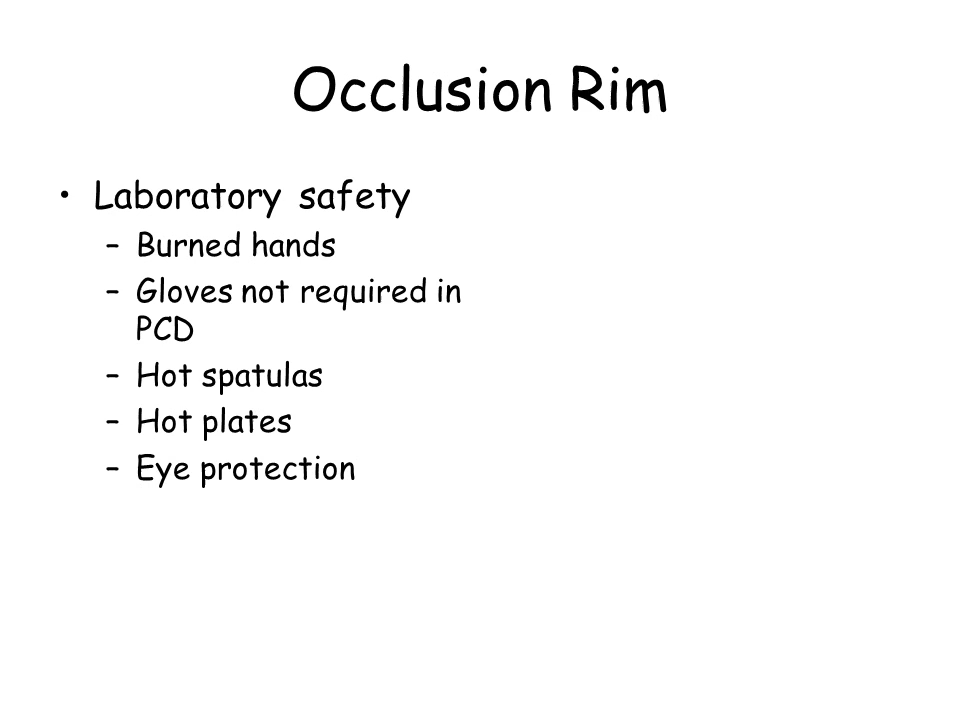 Occlusion Rim
• Laboratory safety
– Burned hands
– Gloves not required in
PCD
– Hot spatulas
– Hot plates
– Eye protection